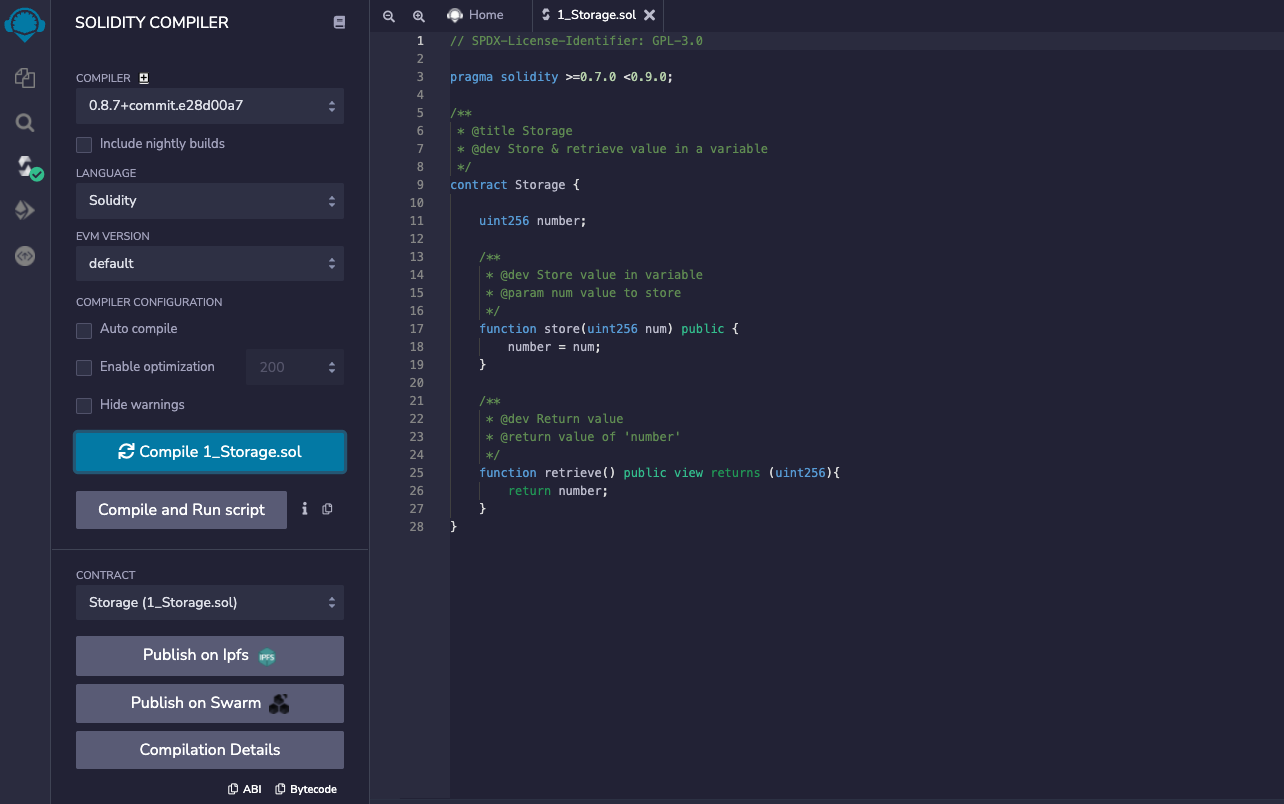 SOLIDITY COMPILER
COMPILER
0.8.7+commit.e28d00a7
Include nightly builds
LANGUAGE
Solidity
EVM VERSION
default
COMPILER CONFIGURATION
Auto compile
Enable optimization
200
Hide warnings
Compile 1_Storage.sol
Compile and Run script
CONTRACT
Storage (1_Storage.sol)
Publish on Ipfs IPFS
Publish on Swarm
Compilation Details
ABI Bytecode
Home 1_Storage.sol
1 // SPDX-License-Identifier: GPL-3.0
2
3 pragma solidity >=0.7.0 <0.9.0;
4
5 /**
6  * @title Storage
7  * @dev Store & retrieve value in a variable
8  */
9 contract Storage {
10
11     uint256 number;
12
13     /**
14      * @dev Store value in variable
15      * @param num value to store
16      */
17     function store(uint256 num) public {
18         number = num;
19     }
20
21     /**
22      * @dev Return value
23      * @return value of 'number'
24      */
25     function retrieve() public view returns (uint256){
26         return number;
27     }
28 }